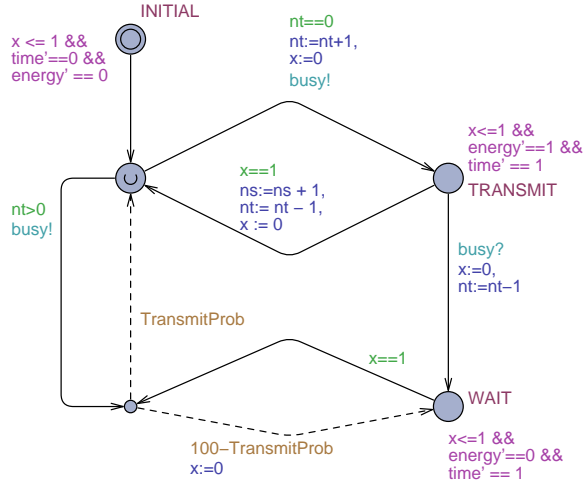 INITIAL
x <= 1 &&
time'==0 &&
energy' == 0
nt==0
nt:=nt+1,
x:=0
busy!
x<=1 &&
energy'==1 &&
time' == 1
TRANSMIT
x==1
ns:=ns + 1,
nt:= nt − 1,
x := 0
nt>0
busy!
busy?
x:=0,
nt:=nt−1
TransmitProb
x==1
WAIT
100−TransmitProb
x:=0
x<=1 &&
energy'==0 &&
time' == 1